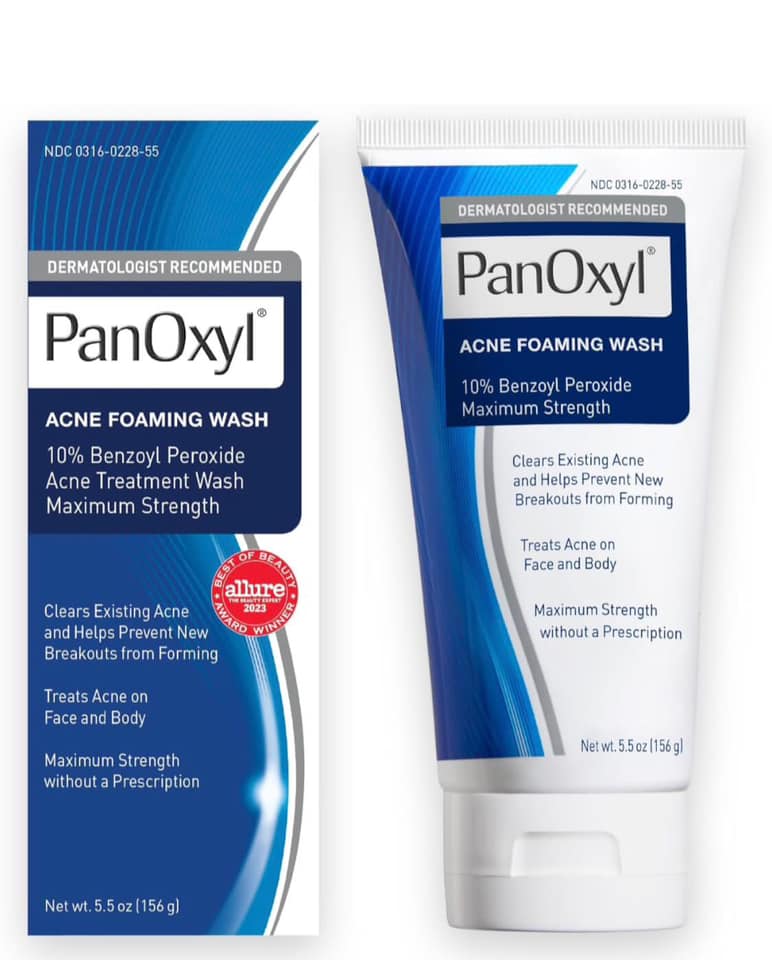 NDC 0316-0228-55
DERMATOLOGIST RECOMMENDED
PanOxyl®
ACNE FOAMING WASH
10% Benzoyl Peroxide
Acne Treatment Wash
Maximum Strength
BEST OF BEAUTY
allure
THE BEAUTY EXPERT
2023
AWARD WINNER
Clears Existing Acne
and Helps Prevent New
Breakouts from Forming
Treats Acne on
Face and Body
Maximum Strength
without a Prescription
Net wt. 5.5 oz (156 g)
NDC 0316-0228-55
DERMATOLOGIST RECOMMENDED
PanOxyl®
ACNE FOAMING WASH
10% Benzoyl Peroxide
Maximum Strength
Clears Existing Acne
and Helps Prevent New
Breakouts from Forming
Treats Acne on
Face and Body
Maximum Strength
without a Prescription
Net wt. 5.5 oz (156 g)